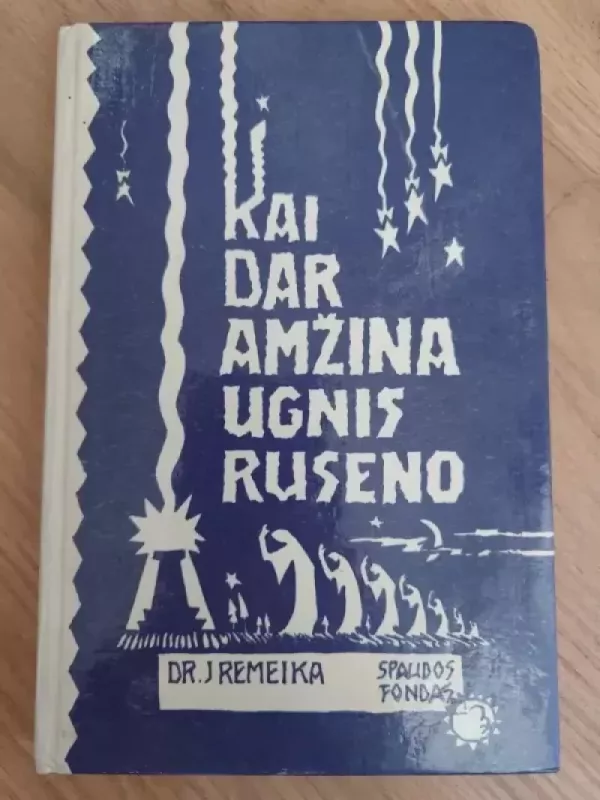 KAI
DAR
AMŽINA
UGNIS
RUSENO
DR. J REMEIKA
SPAUDOS
FONDAS